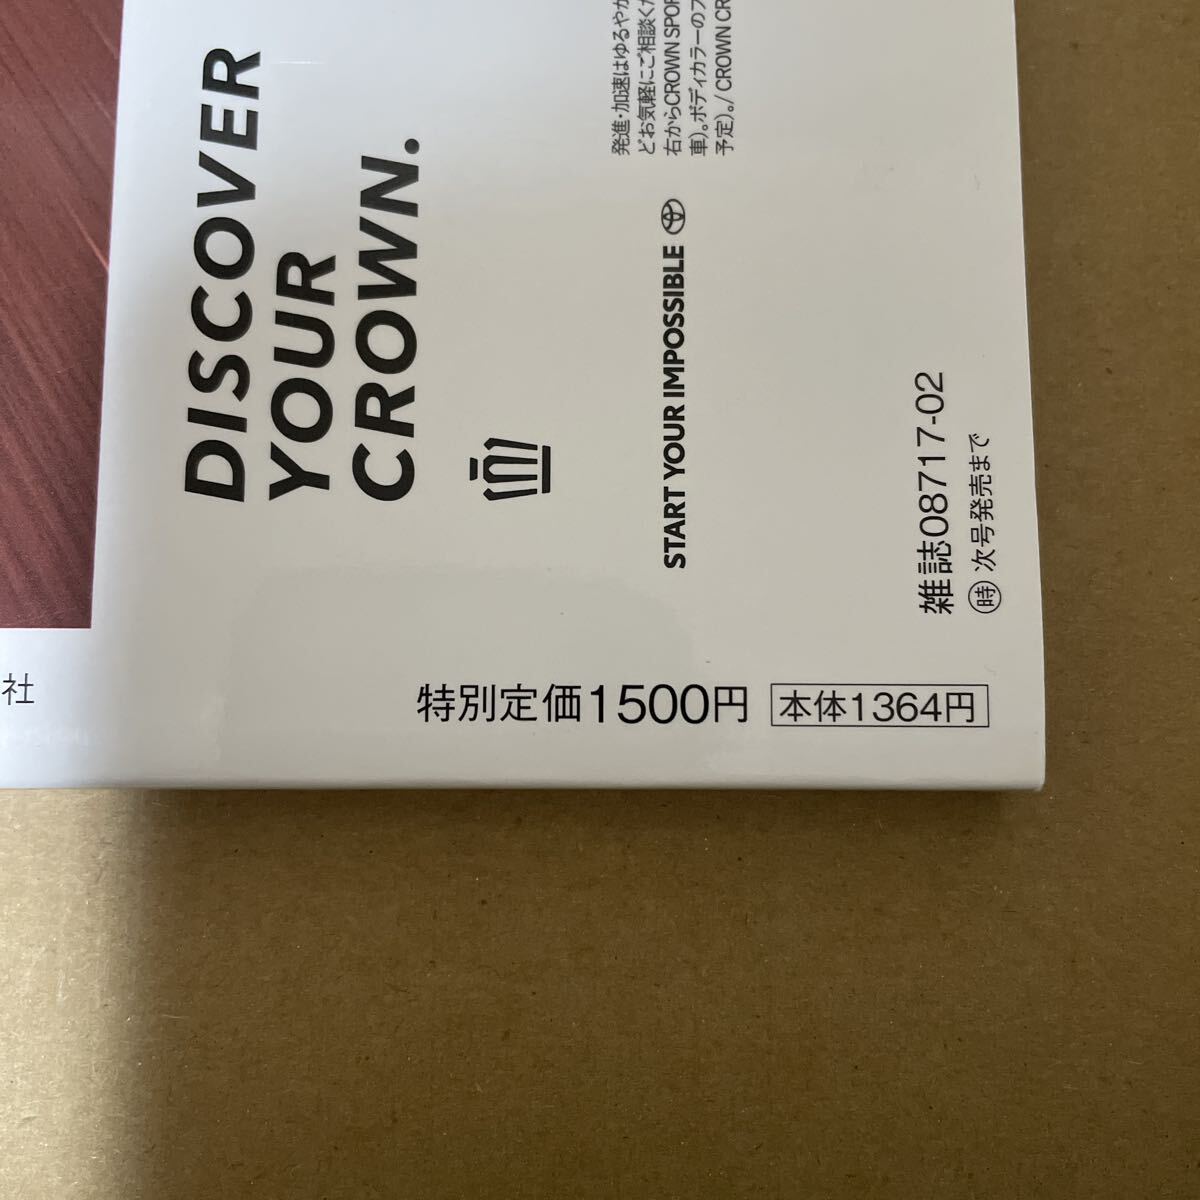 DISCOVER
YOUR
CROWN.
発進・加速はゆるやか
どお気軽にご相談くだ
右からCROWN SPOR
車)。ボディカラーのブ
予定)。/ CROWN CR
START YOUR IMPOSSIBLE
雑誌08717-02
時 次号発売まで
社
特別定価1500円
本体1364円